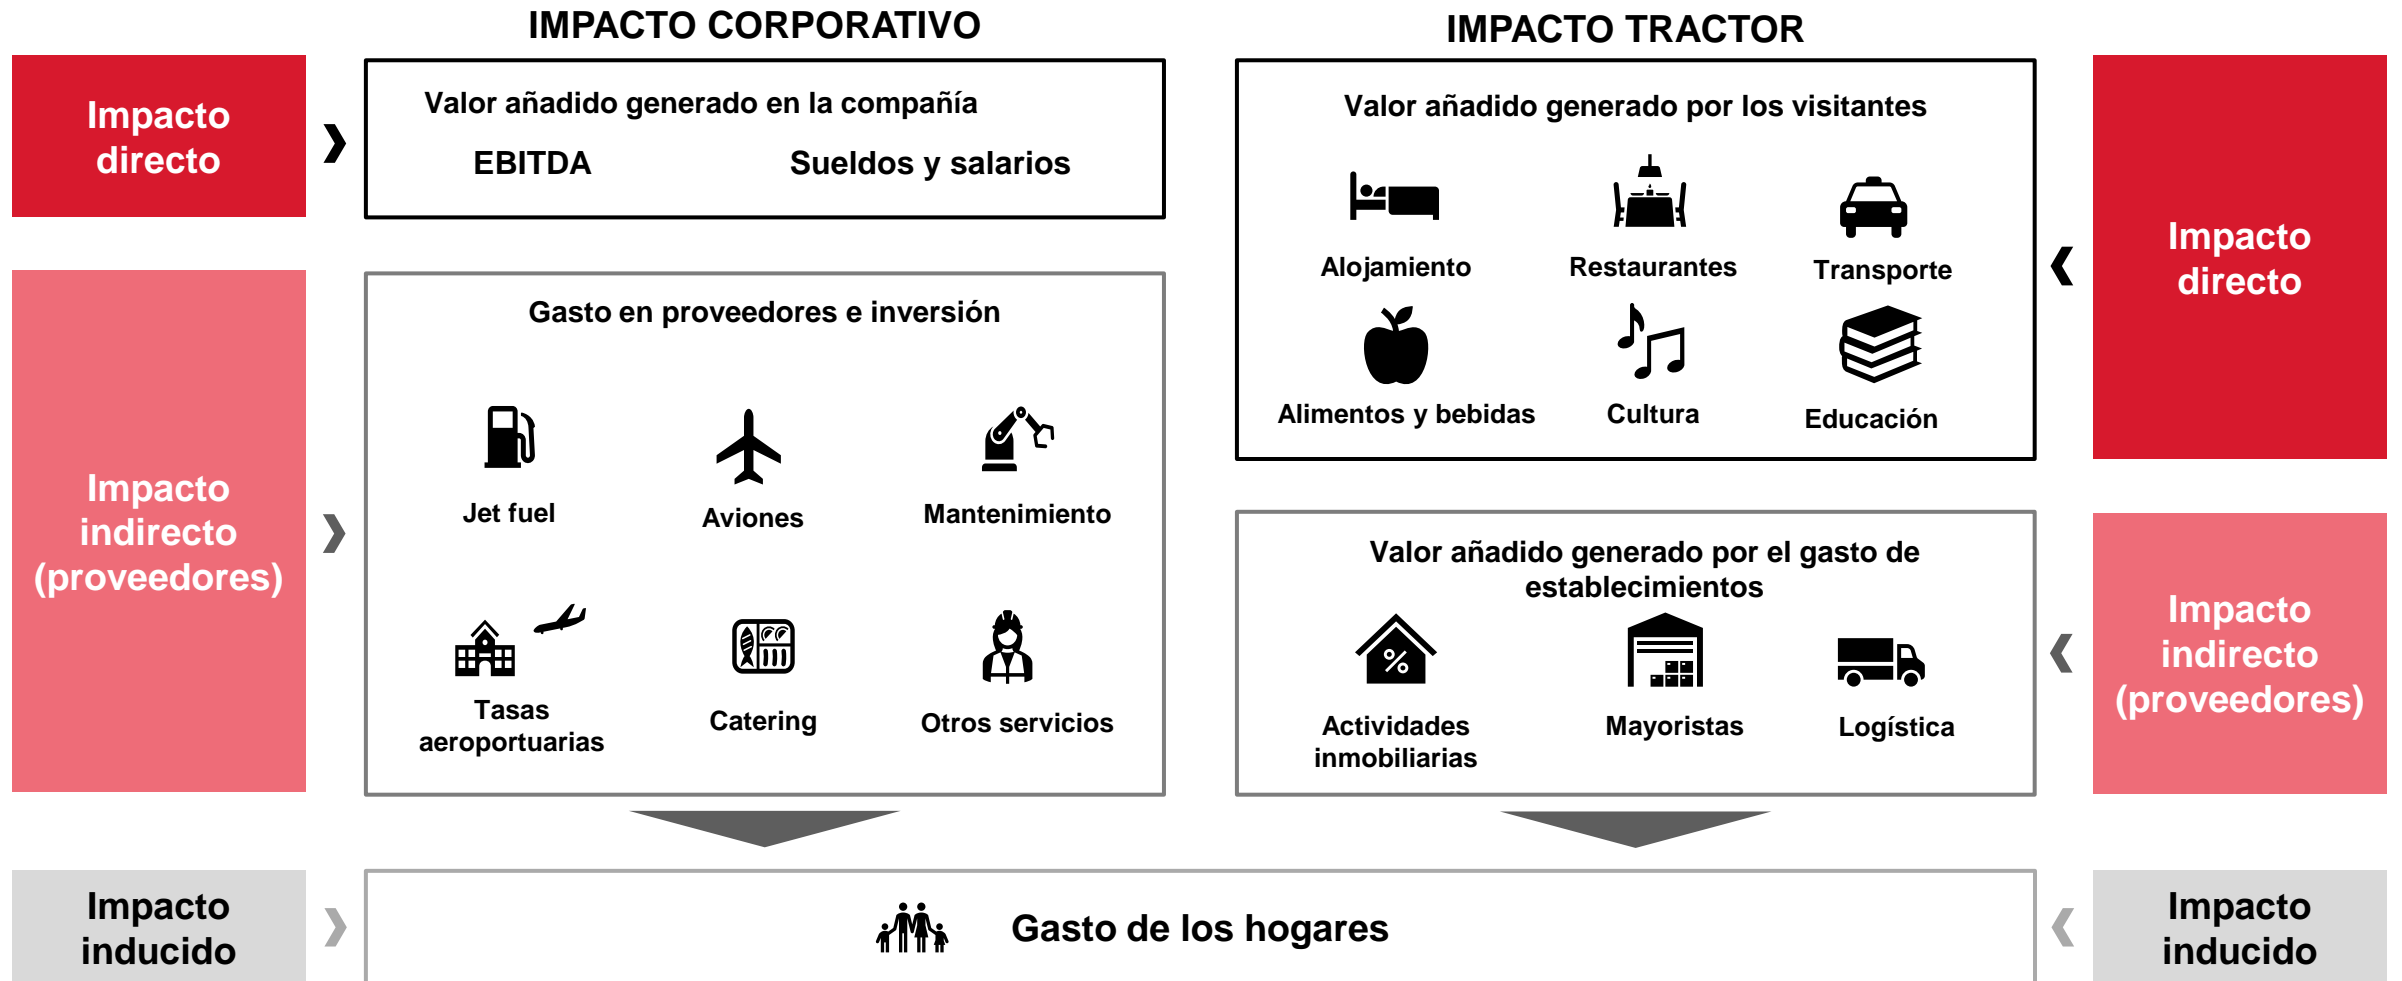 IMPACTO CORPORATIVO
Impacto
directo
Valor añadido generado en la compañía
EBITDA
Sueldos y salarios
Impacto
indirecto
(proveedores)
Gasto en proveedores e inversión
Jet fuel
Aviones
Mantenimiento
Tasas
aeroportuarias
Catering
Otros servicios
IMPACTO TRACTOR
Valor añadido generado por los visitantes
Alojamiento
Restaurantes
Transporte
Alimentos y bebidas
Cultura
Educación
Impacto
directo
Valor añadido generado por el gasto de
establecimientos
Actividades
inmobiliarias
Mayoristas
Logística
Impacto
indirecto
(proveedores)
Impacto
inducido
Gasto de los hogares
Impacto
inducido
%